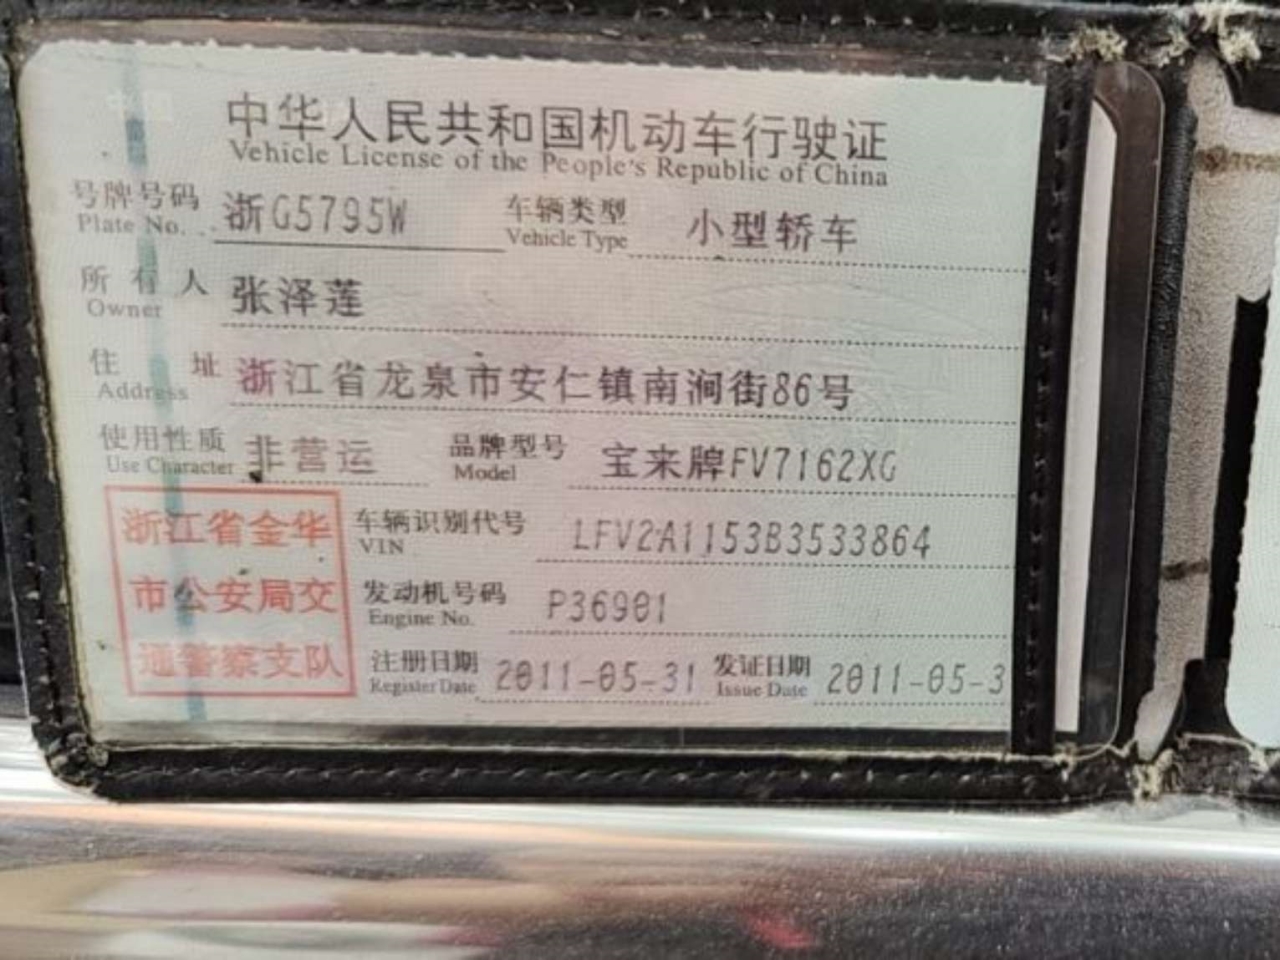 中华人民共和国机动车行驶证
Vehicle License of the People's Republic of China
号牌号码 浙G5795W 车辆类型 小型轿车
Plate No. Vehicle Type
所有人 张泽莲
Owner
住址 浙江省龙泉市安仁镇南涧街86号
Address
使用性质 非营运 品牌型号 宝来牌FV7162XG
Use Character Model
浙江省金华
市公安局交
通警察支队
车辆识别代号 LFV2A1153B3533864
VIN
发动机号码 P36901
Engine No.
注册日期 2011-05-31 发证日期 2011-05-3
Register Date Issue Date